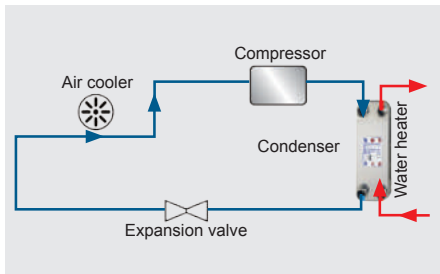 Compressor
Air cooler
Condenser
Water heater
Expansion valve